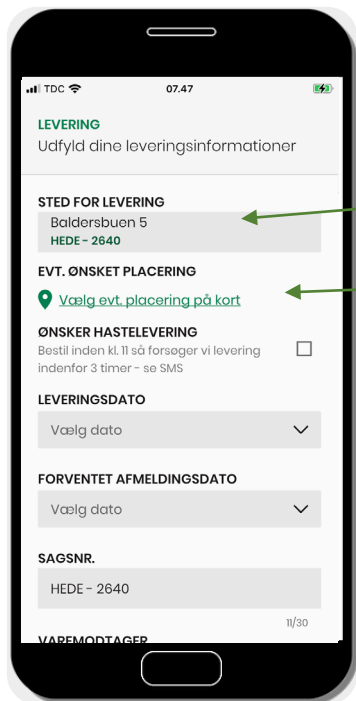 TDC 07.47
LEVERING
Udfyld dine leveringsinformationer
STED FOR LEVERING
Baldersbuen 5
HEDE - 2640
EVT. ØNSKET PLACERING
Vælg evt. placering på kort
ØNSKER HASTELEVERING
Bestil inden kl. 11 så forsøger vi levering
indenfor 3 timer - se SMS
LEVERINGSDATO
Vælg dato
FORVENTET AFMELDINGSDATO
Vælg dato
SAGSNR.
HEDE - 2640
11/30
VAREMODTAGER